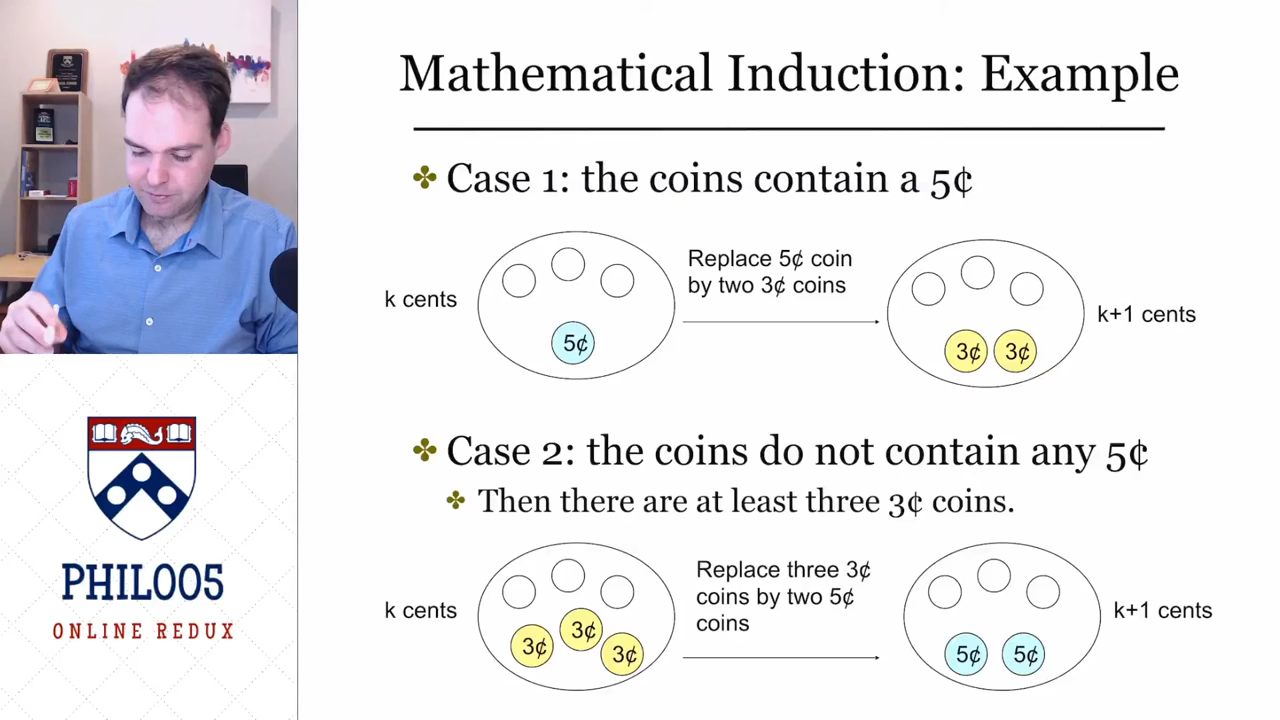 Mathematical Induction: Example
Case 1: the coins contain a 5¢
Replace 5¢ coin
by two 3¢ coins
k cents
5¢
3¢ 3¢
k+1 cents
Case 2: the coins do not contain any 5¢
Then there are at least three 3¢ coins.
Replace three 3¢
coins by two 5¢
coins
k cents
3¢ 3¢ 3¢
5¢ 5¢
k+1 cents
PHIL005
ONLINE REDUX